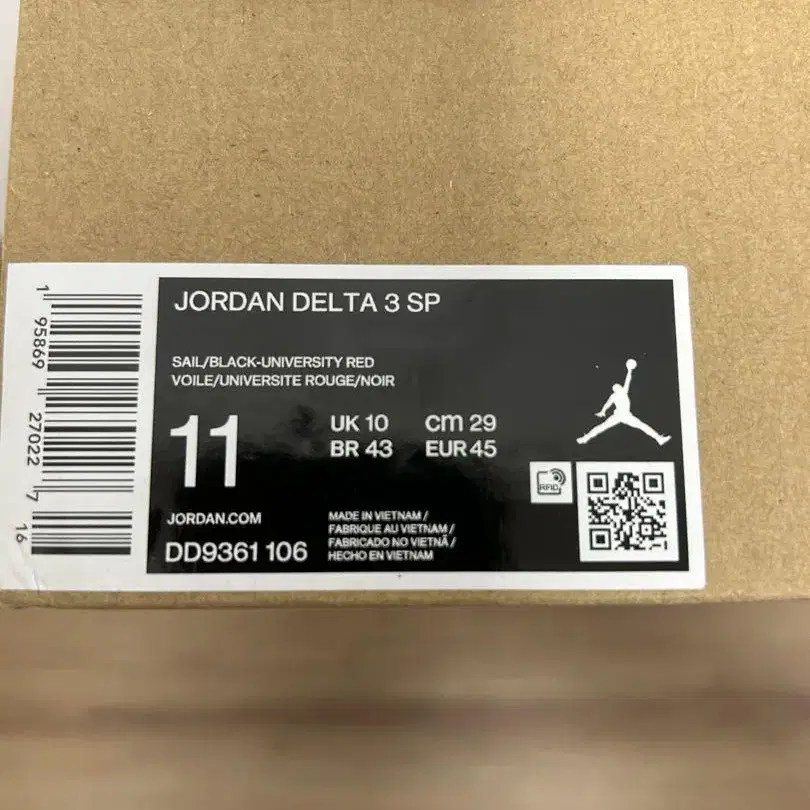 JORDAN DELTA 3 SP
SAIL/BLACK-UNIVERSITY RED
VOILE/UNIVERSITE ROUGE/NOIR
11
UK 10 cm 29
BR 43 EUR 45
RFID
JORDAN.COM
DD9361 106
MADE IN VIETNAM /
FABRIQUE AU VIETNAM /
FABRICADO NO VIETNÃ /
HECHO EN VIETNAM
1 95869 27022 7 16